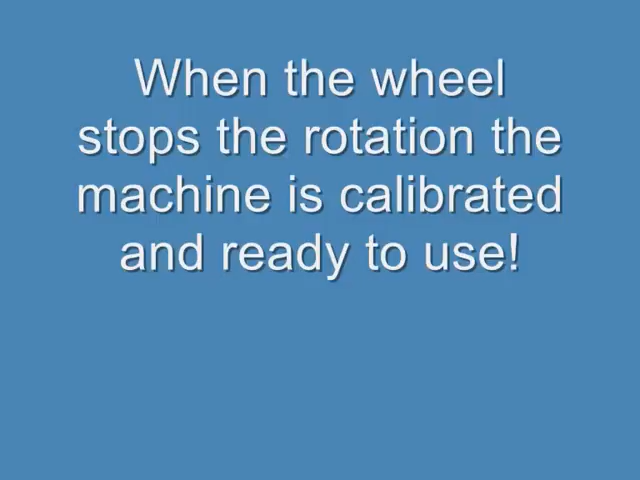 When the wheel
stops the rotation the
machine is calibrated
and ready to use!